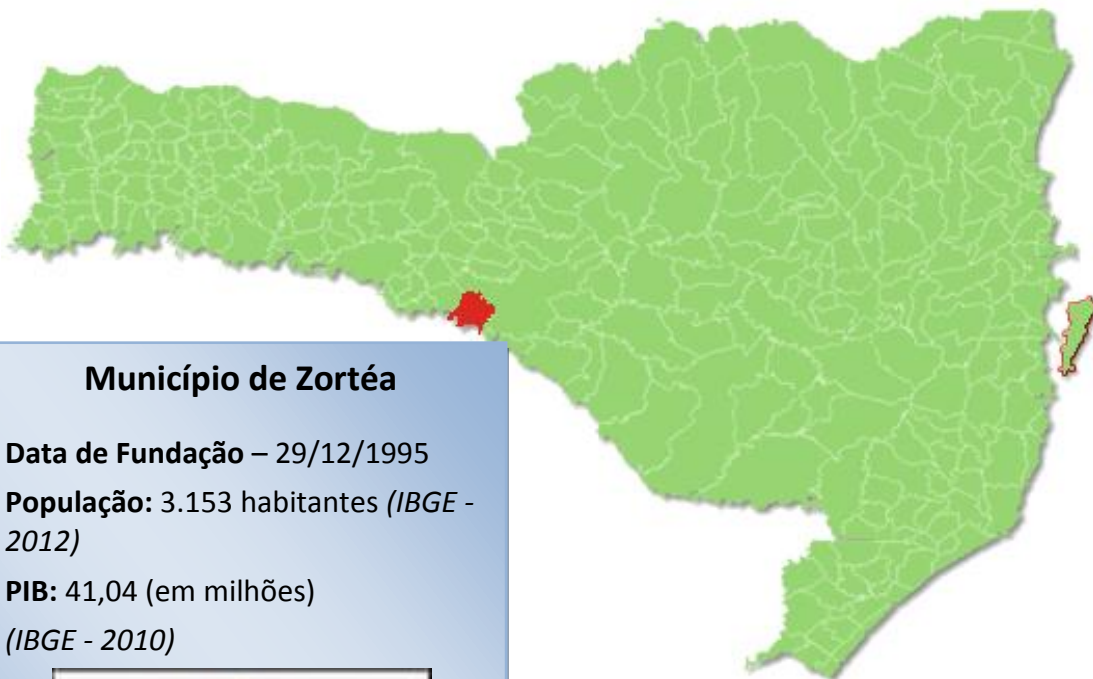 Município de Zortéa
Data de Fundação – 29/12/1995
População: 3.153 habitantes (IBGE -
2012)
PIB: 41,04 (em milhões)
(IBGE - 2010)